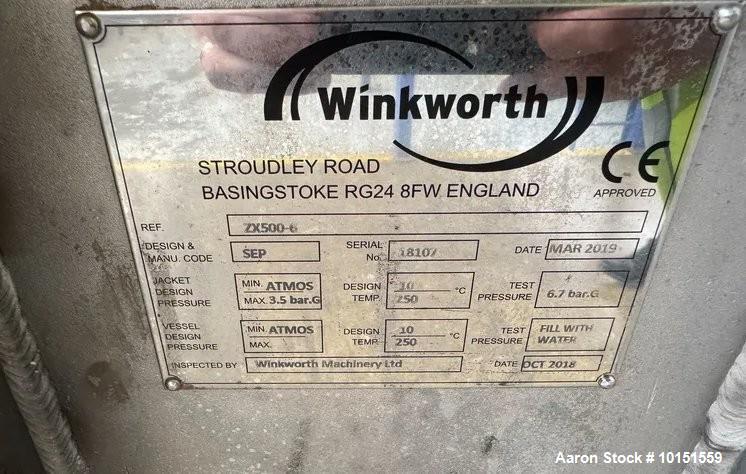 Winkworth
STROUDLEY ROAD
BASINGSTOKE RG24 8FW ENGLAND
CE
APPROVED
REF. ZX500-6
DESIGN & MANU. CODE SEP SERIAL No. 18107 DATE MAR 2019
JACKET DESIGN PRESSURE MIN. ATMOS MAX. 3.5 bar.G DESIGN TEMP. 10 250 °C TEST PRESSURE 6.7 bar.G
VESSEL DESIGN PRESSURE MIN. ATMOS MAX. DESIGN TEMP. 10 250 °C TEST PRESSURE FILL WITH WATER
INSPECTED BY Winkworth Machinery Ltd DATE OCT 2018
Aaron Stock # 10151559